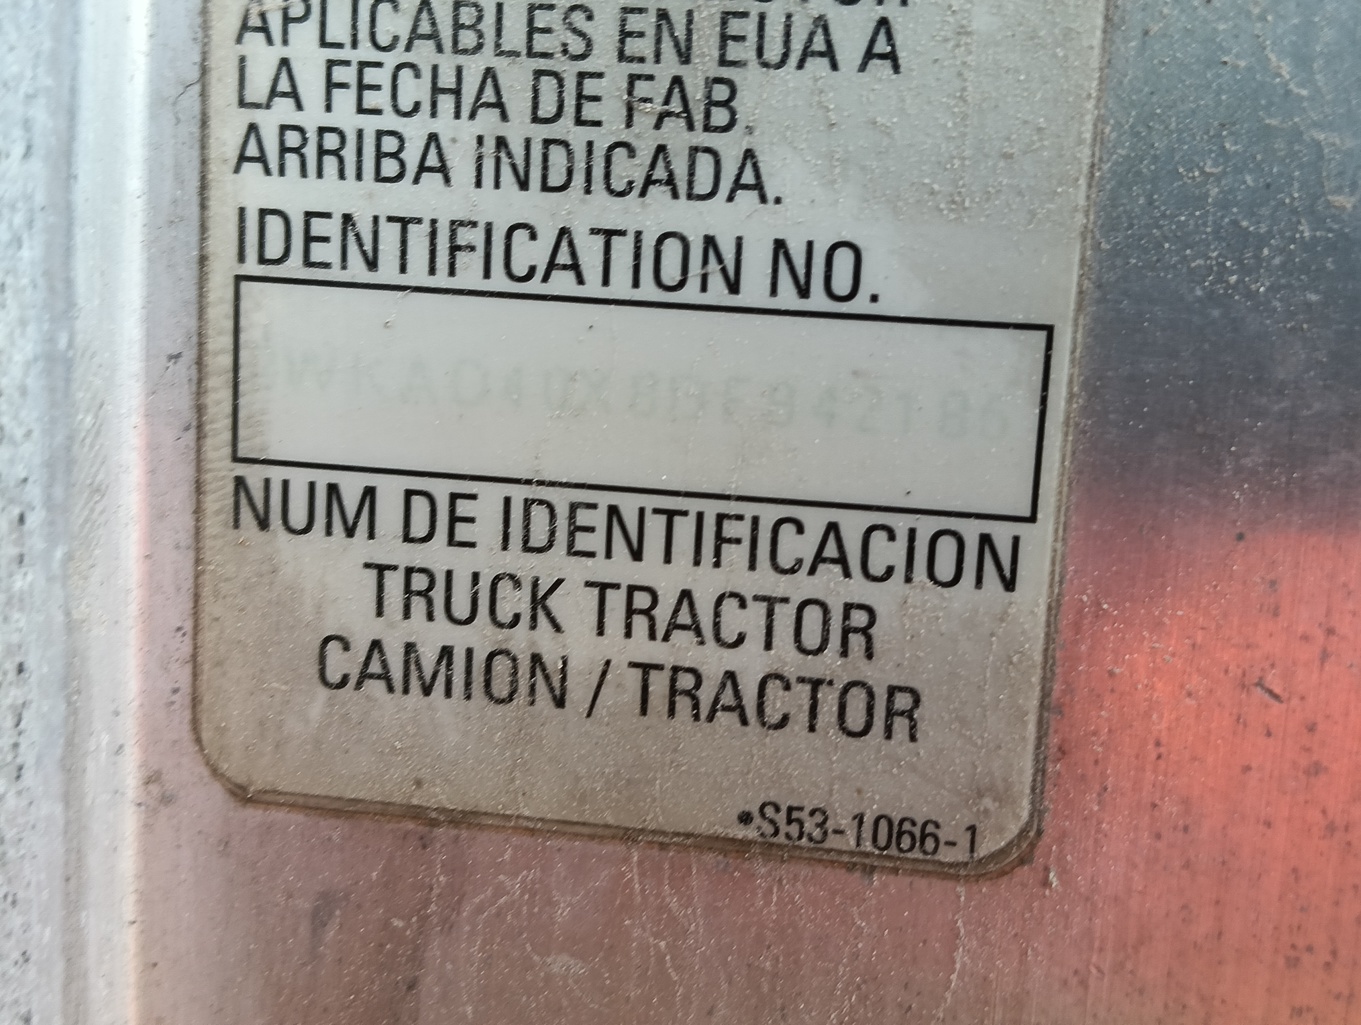 APLICABLES EN EUA A
LA FECHA DE FAB.
ARRIBA INDICADA.
IDENTIFICATION NO.
NUM DE IDENTIFICACION
TRUCK TRACTOR
CAMION / TRACTOR
•S53-1066-1